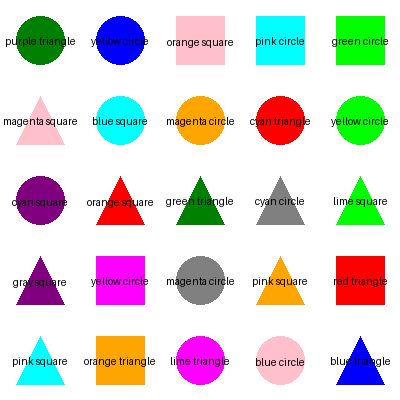 purple triangle yellow circle orange square pink circle green circle
magenta square blue square magenta circle cyan triangle yellow circle
cyan square orange square green triangle cyan circle lime square
gray square yellow circle magenta circle pink square red triangle
pink square orange triangle lime triangle blue circle blue triangle